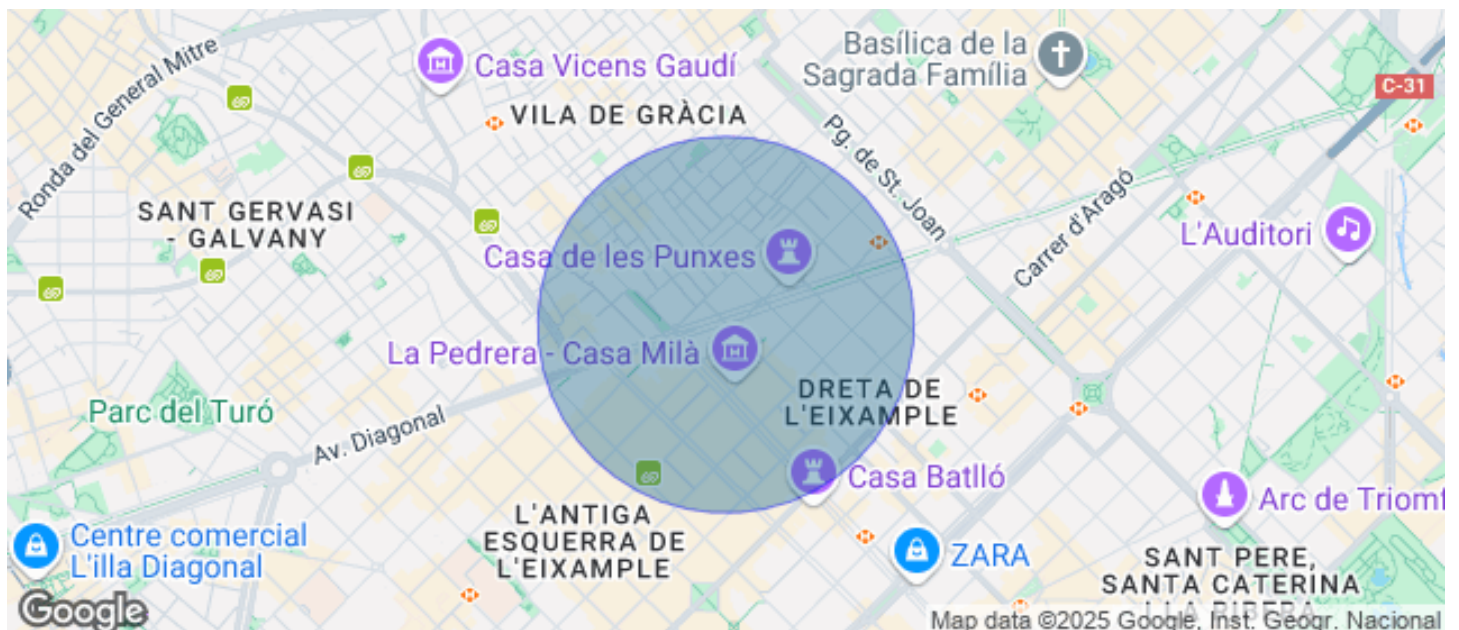 Ronda del General Mitre
Casa Vicens Gaudí
Basílica de la
Sagrada Família
C-31
VILA DE GRÀCIA
Pg. de St. Joan
Carrer d'Aragó
SANT GERVASI
- GALVANY
L'Auditori
Casa de les Punxes
La Pedrera - Casa Milà
DRETA DE
L'EIXAMPLE
Parc del Turó
Av. Diagonal
Casa Batlló
Arc de Triomf
L'ANTIGA
ESQUERRA DE
L'EIXAMPLE
Centre comercial
L'illa Diagonal
ZARA
SANT PERE,
SANTA CATERINA
I LA RIBERA
Google
Map data ©2025 Google, Inst. Geogr. Nacional